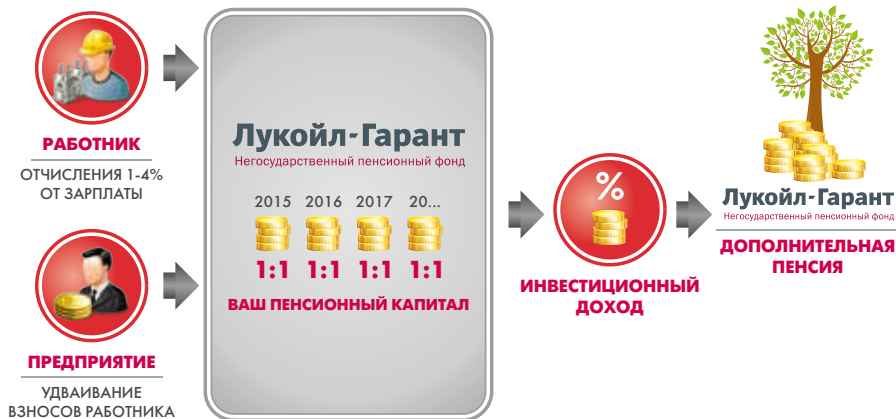 РАБОТНИК
ОТЧИСЛЕНИЯ 1-4%
ОТ ЗАРПЛАТЫ
ПРЕДПРИЯТИЕ
УДВАИВАНИЕ
ВЗНОСОВ РАБОТНИКА
Лукойл-Гарант
Негосударственный пенсионный фонд
2015 2016 2017 20...
1:1 1:1 1:1 1:1
ВАШ ПЕНСИОННЫЙ КАПИТАЛ
%
ИНВЕСТИЦИОННЫЙ
ДОХОД
Лукойл-Гарант
Негосударственный пенсионный фонд
ДОПОЛНИТЕЛЬНАЯ
ПЕНСИЯ